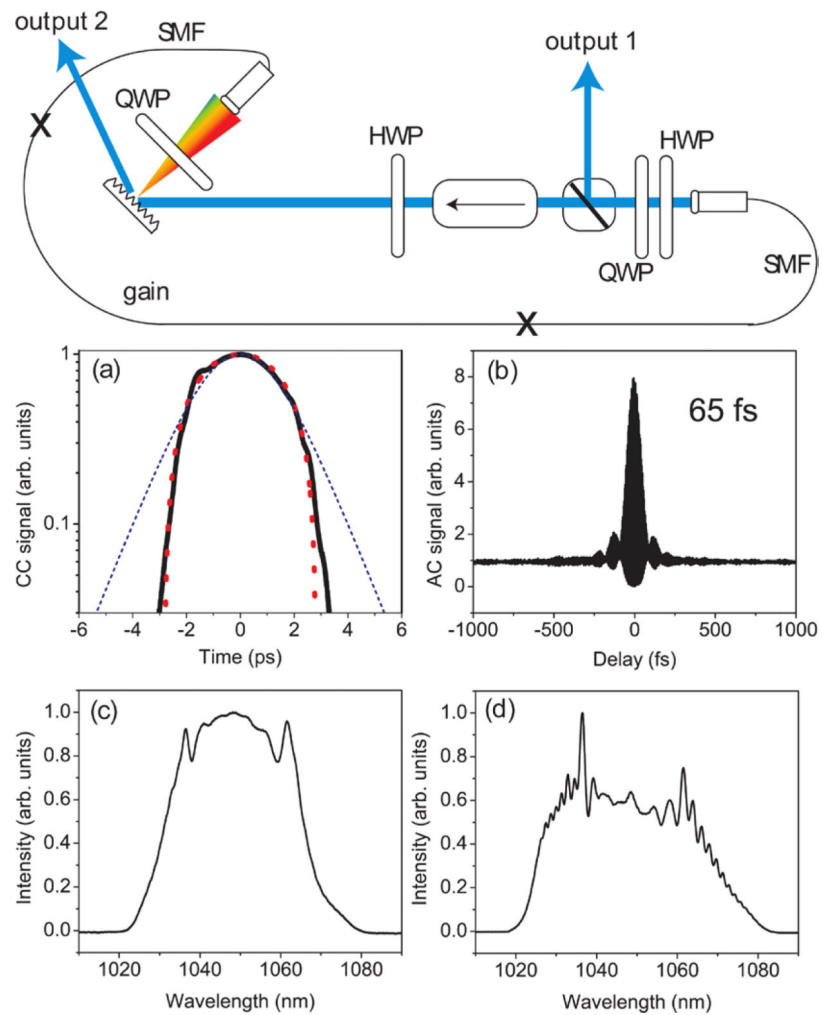 output 2
SMF
output 1
QWP
HWP
HWP
X
QWP
SMF
gain
X
(a)
CC signal (arb. units)
1
0.1
-6 -4 -2 0 2 4 6
Time (ps)
(b)
65 fs
AC signal (arb. units)
8
6
4
2
0
-1000 -500 0 500 1000
Delay (fs)
(c)
Intensity (arb. units)
1.0
0.8
0.6
0.4
0.2
0.0
1020 1040 1060 1080
Wavelength (nm)
(d)
Intensity (arb. units)
1.0
0.8
0.6
0.4
0.2
0.0
1020 1040 1060 1080
Wavelength (nm)